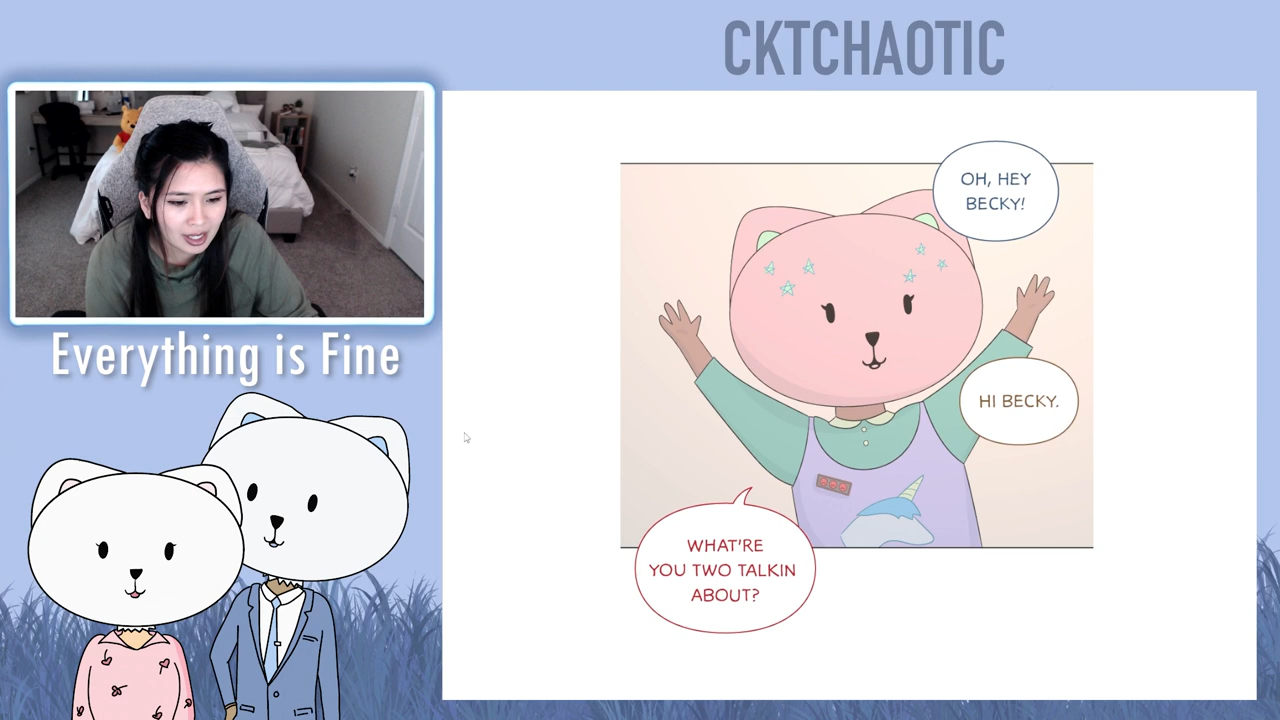 CKTCHAOTIC
Everything is Fine
OH, HEY
BECKY!
HI BECKY.
WHAT'RE
YOU TWO TALKIN
ABOUT?